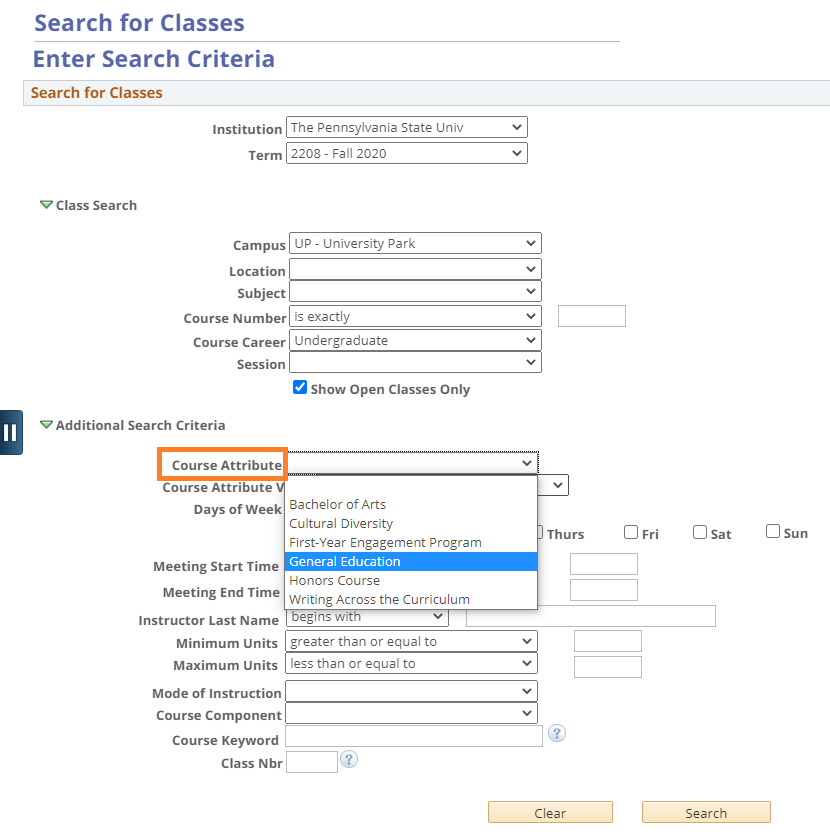 Search for Classes
Enter Search Criteria
Search for Classes
Institution The Pennsylvania State Univ
Term 2208 - Fall 2020
Class Search
Campus UP - University Park
Location
Subject
Course Number is exactly
Course Career Undergraduate
Session
Show Open Classes Only
Additional Search Criteria
Course Attribute
Course Attribute V
Bachelor of Arts
Days of Week
Cultural Diversity
First-Year Engagement Program
Thurs Fri Sat Sun
General Education
Meeting Start Time
Honors Course
Meeting End Time
Writing Across the Curriculum
Instructor Last Name begins with
Minimum Units greater than or equal to
Maximum Units less than or equal to
Mode of Instruction
Course Component
Course Keyword ?
Class Nbr ?
Clear Search